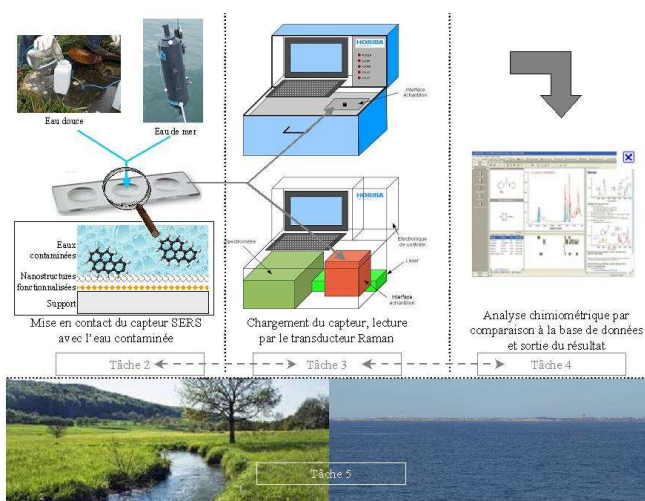 Eau douce
Eau de mer
HORIBA
Interface
échantillon
Eaux
contaminées
Nanostructures
fonctionnalisées
Support
Mise en contact du capteur SERS
avec l'eau contaminée
HORIBA
Spectromètre
Electronique
de contrôle
Laser
Interface
échantillon
Chargement du capteur, lecture
par le transducteur Raman
Analyse chimiométrique par
comparaison à la base de données
et sortie du résultat
Tâche 2
Tâche 3
Tâche 4
Tâche 5